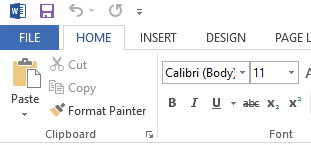 FILE HOME INSERT DESIGN PAGE L
Cut
Copy
Paste
Format Painter
Clipboard
Calibri (Body) 11
B I U abc x₂ x²
Font